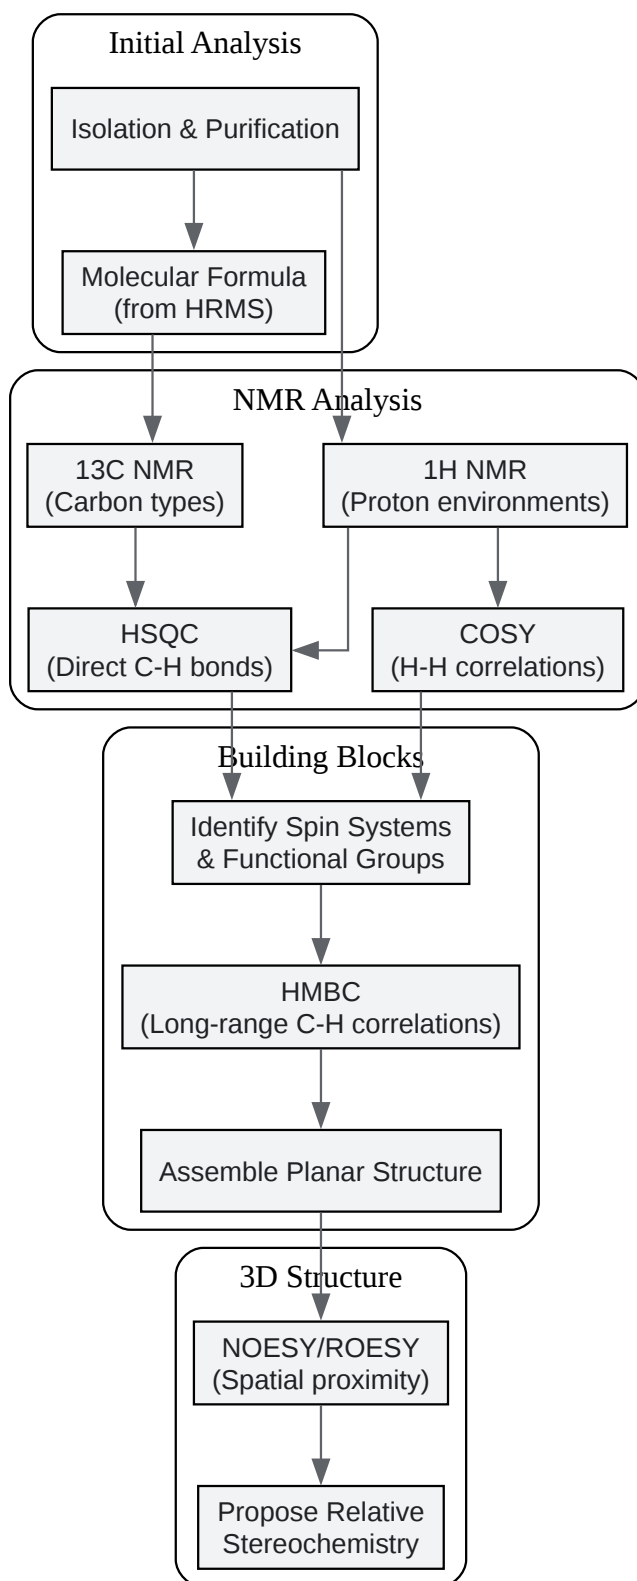 Initial Analysis
Isolation & Purification
Molecular Formula
(from HRMS)
NMR Analysis
13C NMR
(Carbon types)
1H NMR
(Proton environments)
HSQC
(Direct C-H bonds)
COSY
(H-H correlations)
Building Blocks
Identify Spin Systems
& Functional Groups
HMBC
(Long-range C-H correlations)
Assemble Planar Structure
3D Structure
NOESY/ROESY
(Spatial proximity)
Propose Relative
Stereochemistry